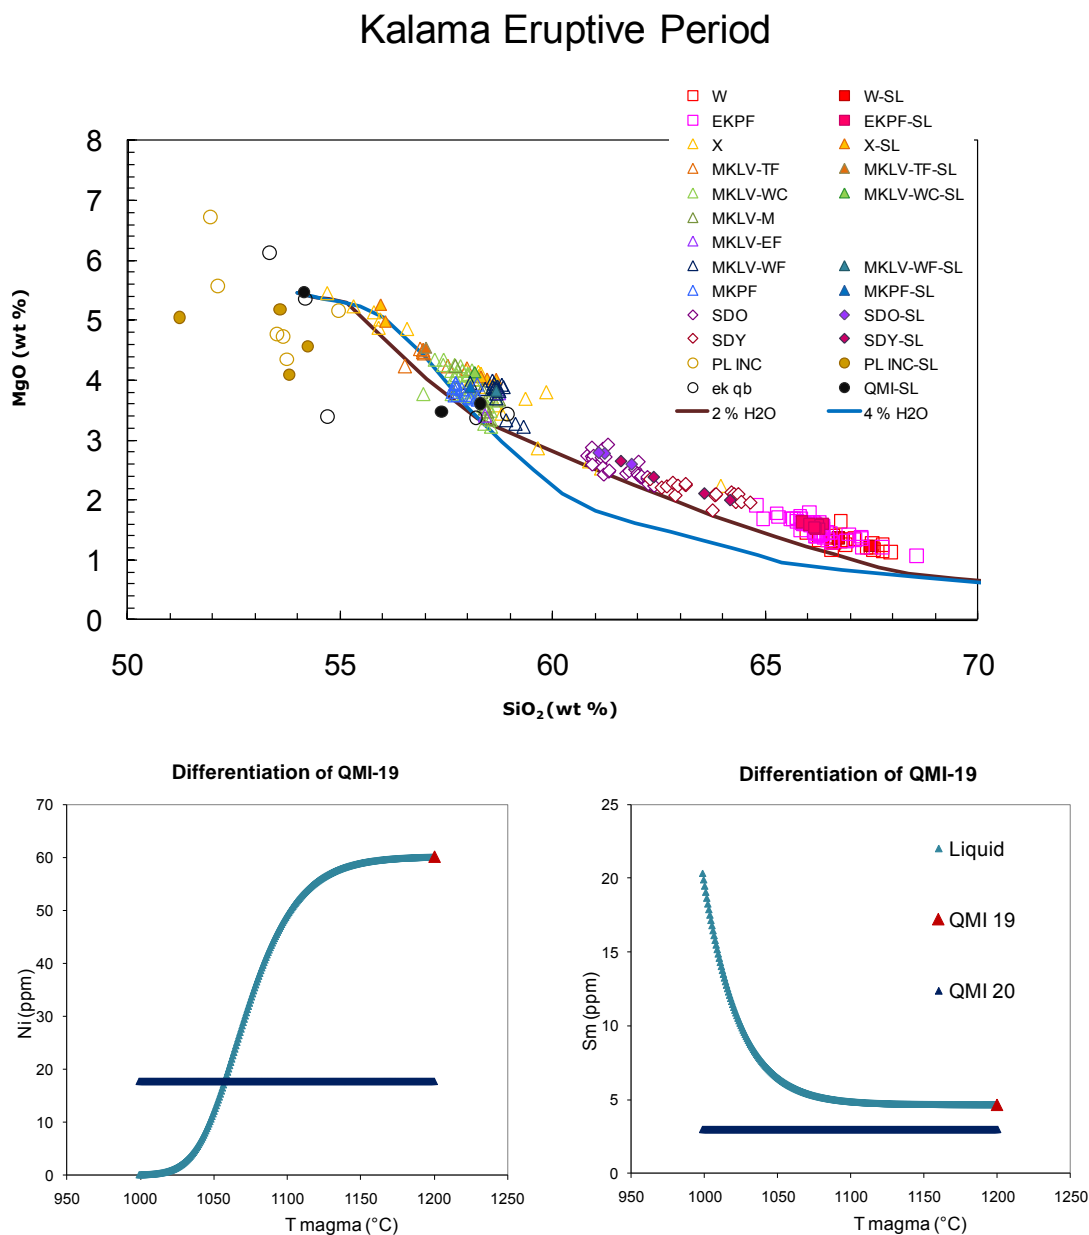 Kalama Eruptive Period
W W-SL
EKPF EKPF-SL
X X-SL
MKLV-TF MKLV-TF-SL
MKLV-WC MKLV-WC-SL
MKLV-M
MKLV-EF
MKLV-WF MKLV-WF-SL
MKPF MKPF-SL
SDO SDO-SL
SDY SDY-SL
PL INC PL INC-SL
ek qb QMI-SL
2 % H2O 4 % H2O
8
7
6
5
4
3
2
1
0
MgO (wt %)
50 55 60 65 70
SiO₂ (wt %)
Differentiation of QMI-19
70
60
50
40
30
20
10
0
Ni (ppm)
950 1000 1050 1100 1150 1200 1250
T magma (°C)
Differentiation of QMI-19
25
20
15
10
5
0
Sm (ppm)
Liquid
QMI 19
QMI 20
950 1000 1050 1100 1150 1200 1250
T magma (°C)